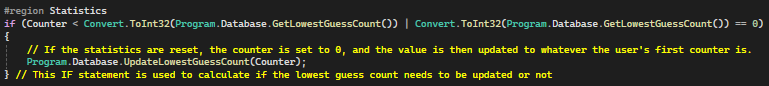 #region Statistics
if (Counter < Convert.ToInt32(Program.Database.GetLowestGuessCount()) | Convert.ToInt32(Program.Database.GetLowestGuessCount()) == 0)
{
// If the statistics are reset, the counter is set to 0, and the value is then updated to whatever the user's first counter is.
Program.Database.UpdateLowestGuessCount(Counter);
} // This IF statement is used to calculate if the lowest guess count needs to be updated or not